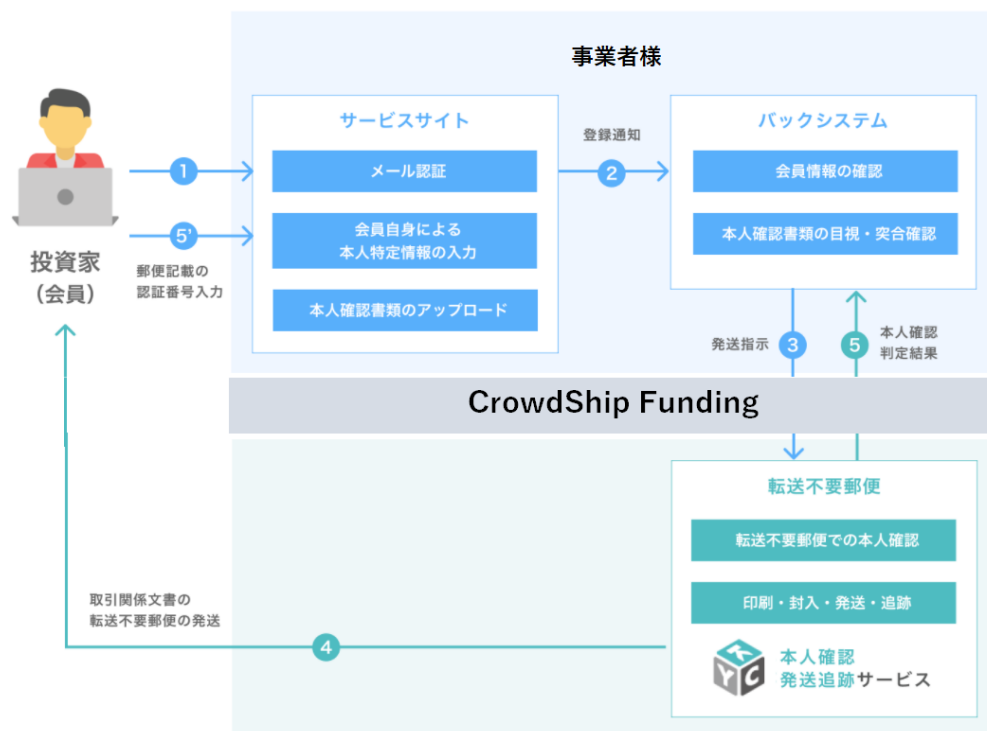 事業者様
サービスサイト
メール認証
会員自身による
本人特定情報の入力
本人確認書類のアップロード
登録通知
2
バックシステム
会員情報の確認
本人確認書類の目視・突合確認
1
5’
郵便記載の
認証番号入力
投資家
(会員)
発送指示
3
5
本人確認
判定結果
CrowdShip Funding
転送不要郵便
転送不要郵便での本人確認
印刷・封入・発送・追跡
KYC
本人確認
発送追跡サービス
取引関係文書の
転送不要郵便の発送
4